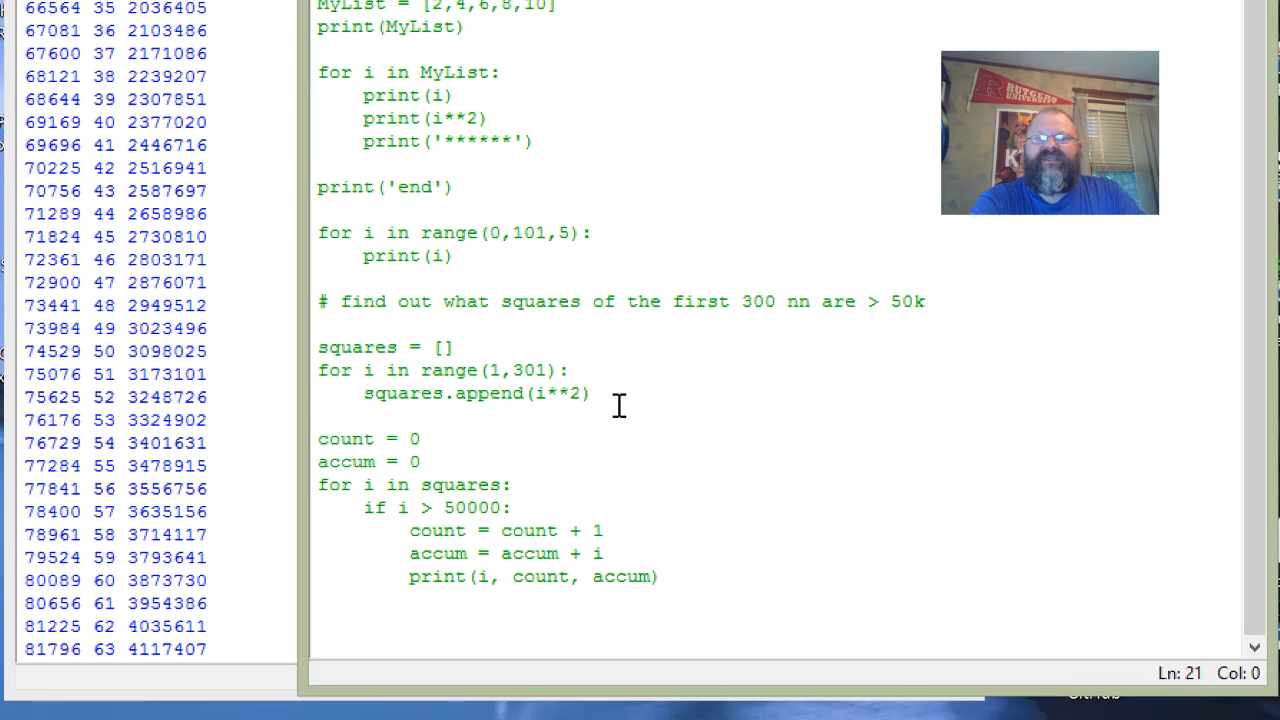 66564 35 2036405
67081 36 2103486
67600 37 2171086
68121 38 2239207
68644 39 2307851
69169 40 2377020
69696 41 2446716
70225 42 2516941
70756 43 2587697
71289 44 2658986
71824 45 2730810
72361 46 2803171
72900 47 2876071
73441 48 2949512
73984 49 3023496
74529 50 3098025
75076 51 3173101
75625 52 3248726
76176 53 3324902
76729 54 3401631
77284 55 3478915
77841 56 3556756
78400 57 3635156
78961 58 3714117
79524 59 3793641
80089 60 3873730
80656 61 3954386
81225 62 4035611
81796 63 4117407
MyList = [2,4,6,8,10]
print(MyList)
for i in MyList:
print(i)
print(i**2)
print('******')
print('end')
for i in range(0,101,5):
print(i)
# find out what squares of the first 300 nn are > 50k
squares = []
for i in range(1,301):
squares.append(i**2)
count = 0
accum = 0
for i in squares:
if i > 50000:
count = count + 1
accum = accum + i
print(i, count, accum)
R
RUTGERS
UNIVERSITY
Ln: 21 Col: 0